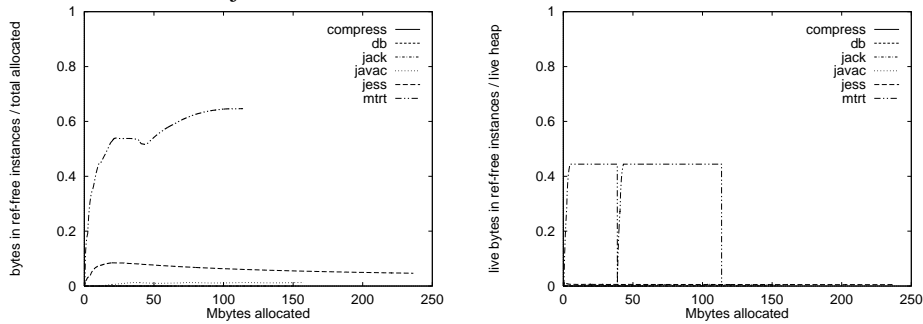 1
0.8
0.6
0.4
0.2
0
bytes in ref-free instances / total allocated
compress
db
jack
javac
jess
mtrt
0 50 100 150 200 250
Mbytes allocated
1
0.8
0.6
0.4
0.2
0
live bytes in ref-free instances / live heap
compress
db
jack
javac
jess
mtrt
0 50 100 150 200 250
Mbytes allocated